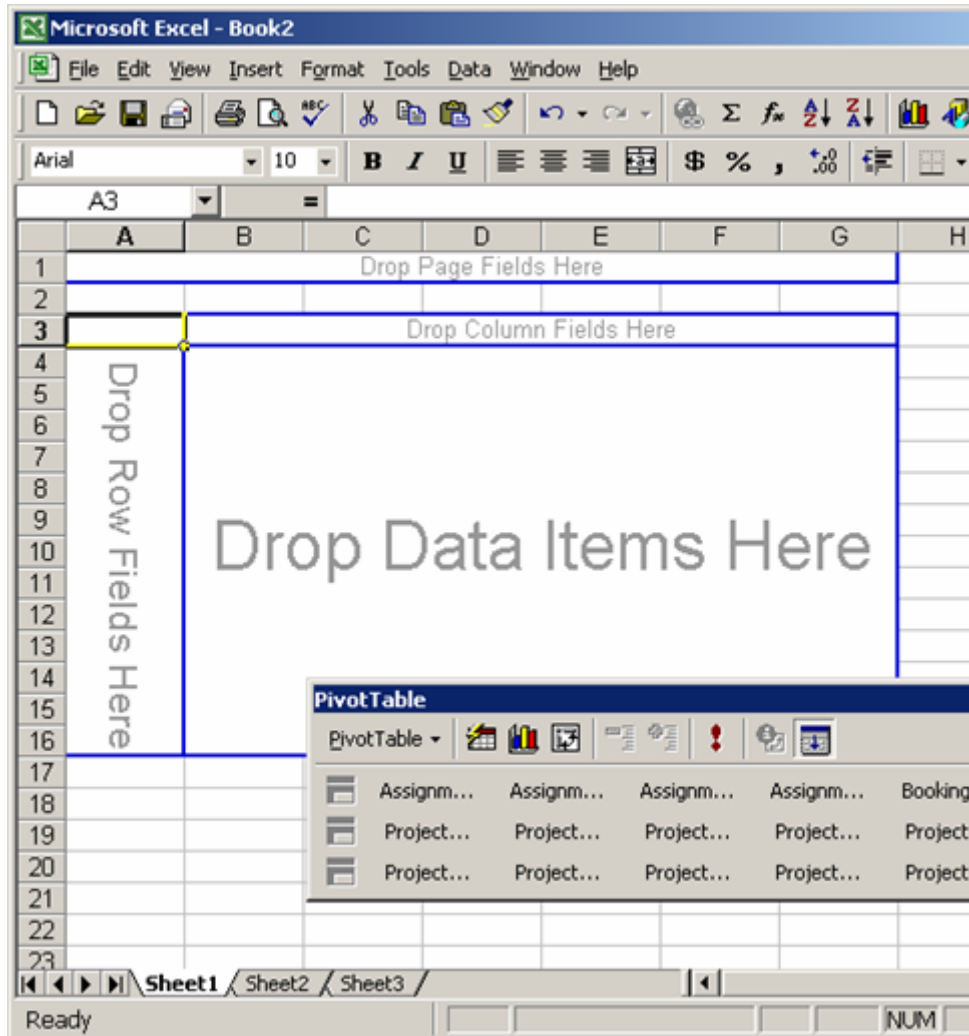 Microsoft Excel - Book2
File Edit View Insert Format Tools Data Window Help
ABC Σ fx A Z Z A
Arial 10 B I U a $ % , .0 .00
A3 =
A B C D E F G H
1 Drop Page Fields Here
2
3 Drop Column Fields Here
4
5
6
7
8
9
10
11
12
13
14
15
16
Drop Row Fields Here
Drop Data Items Here
PivotTable
PivotTable
Assignm... Assignm... Assignm... Assignm... Booking
Project... Project... Project... Project... Project
Project... Project... Project... Project... Project
17
18
19
20
21
22
23
Sheet1 Sheet2 Sheet3
Ready NUM